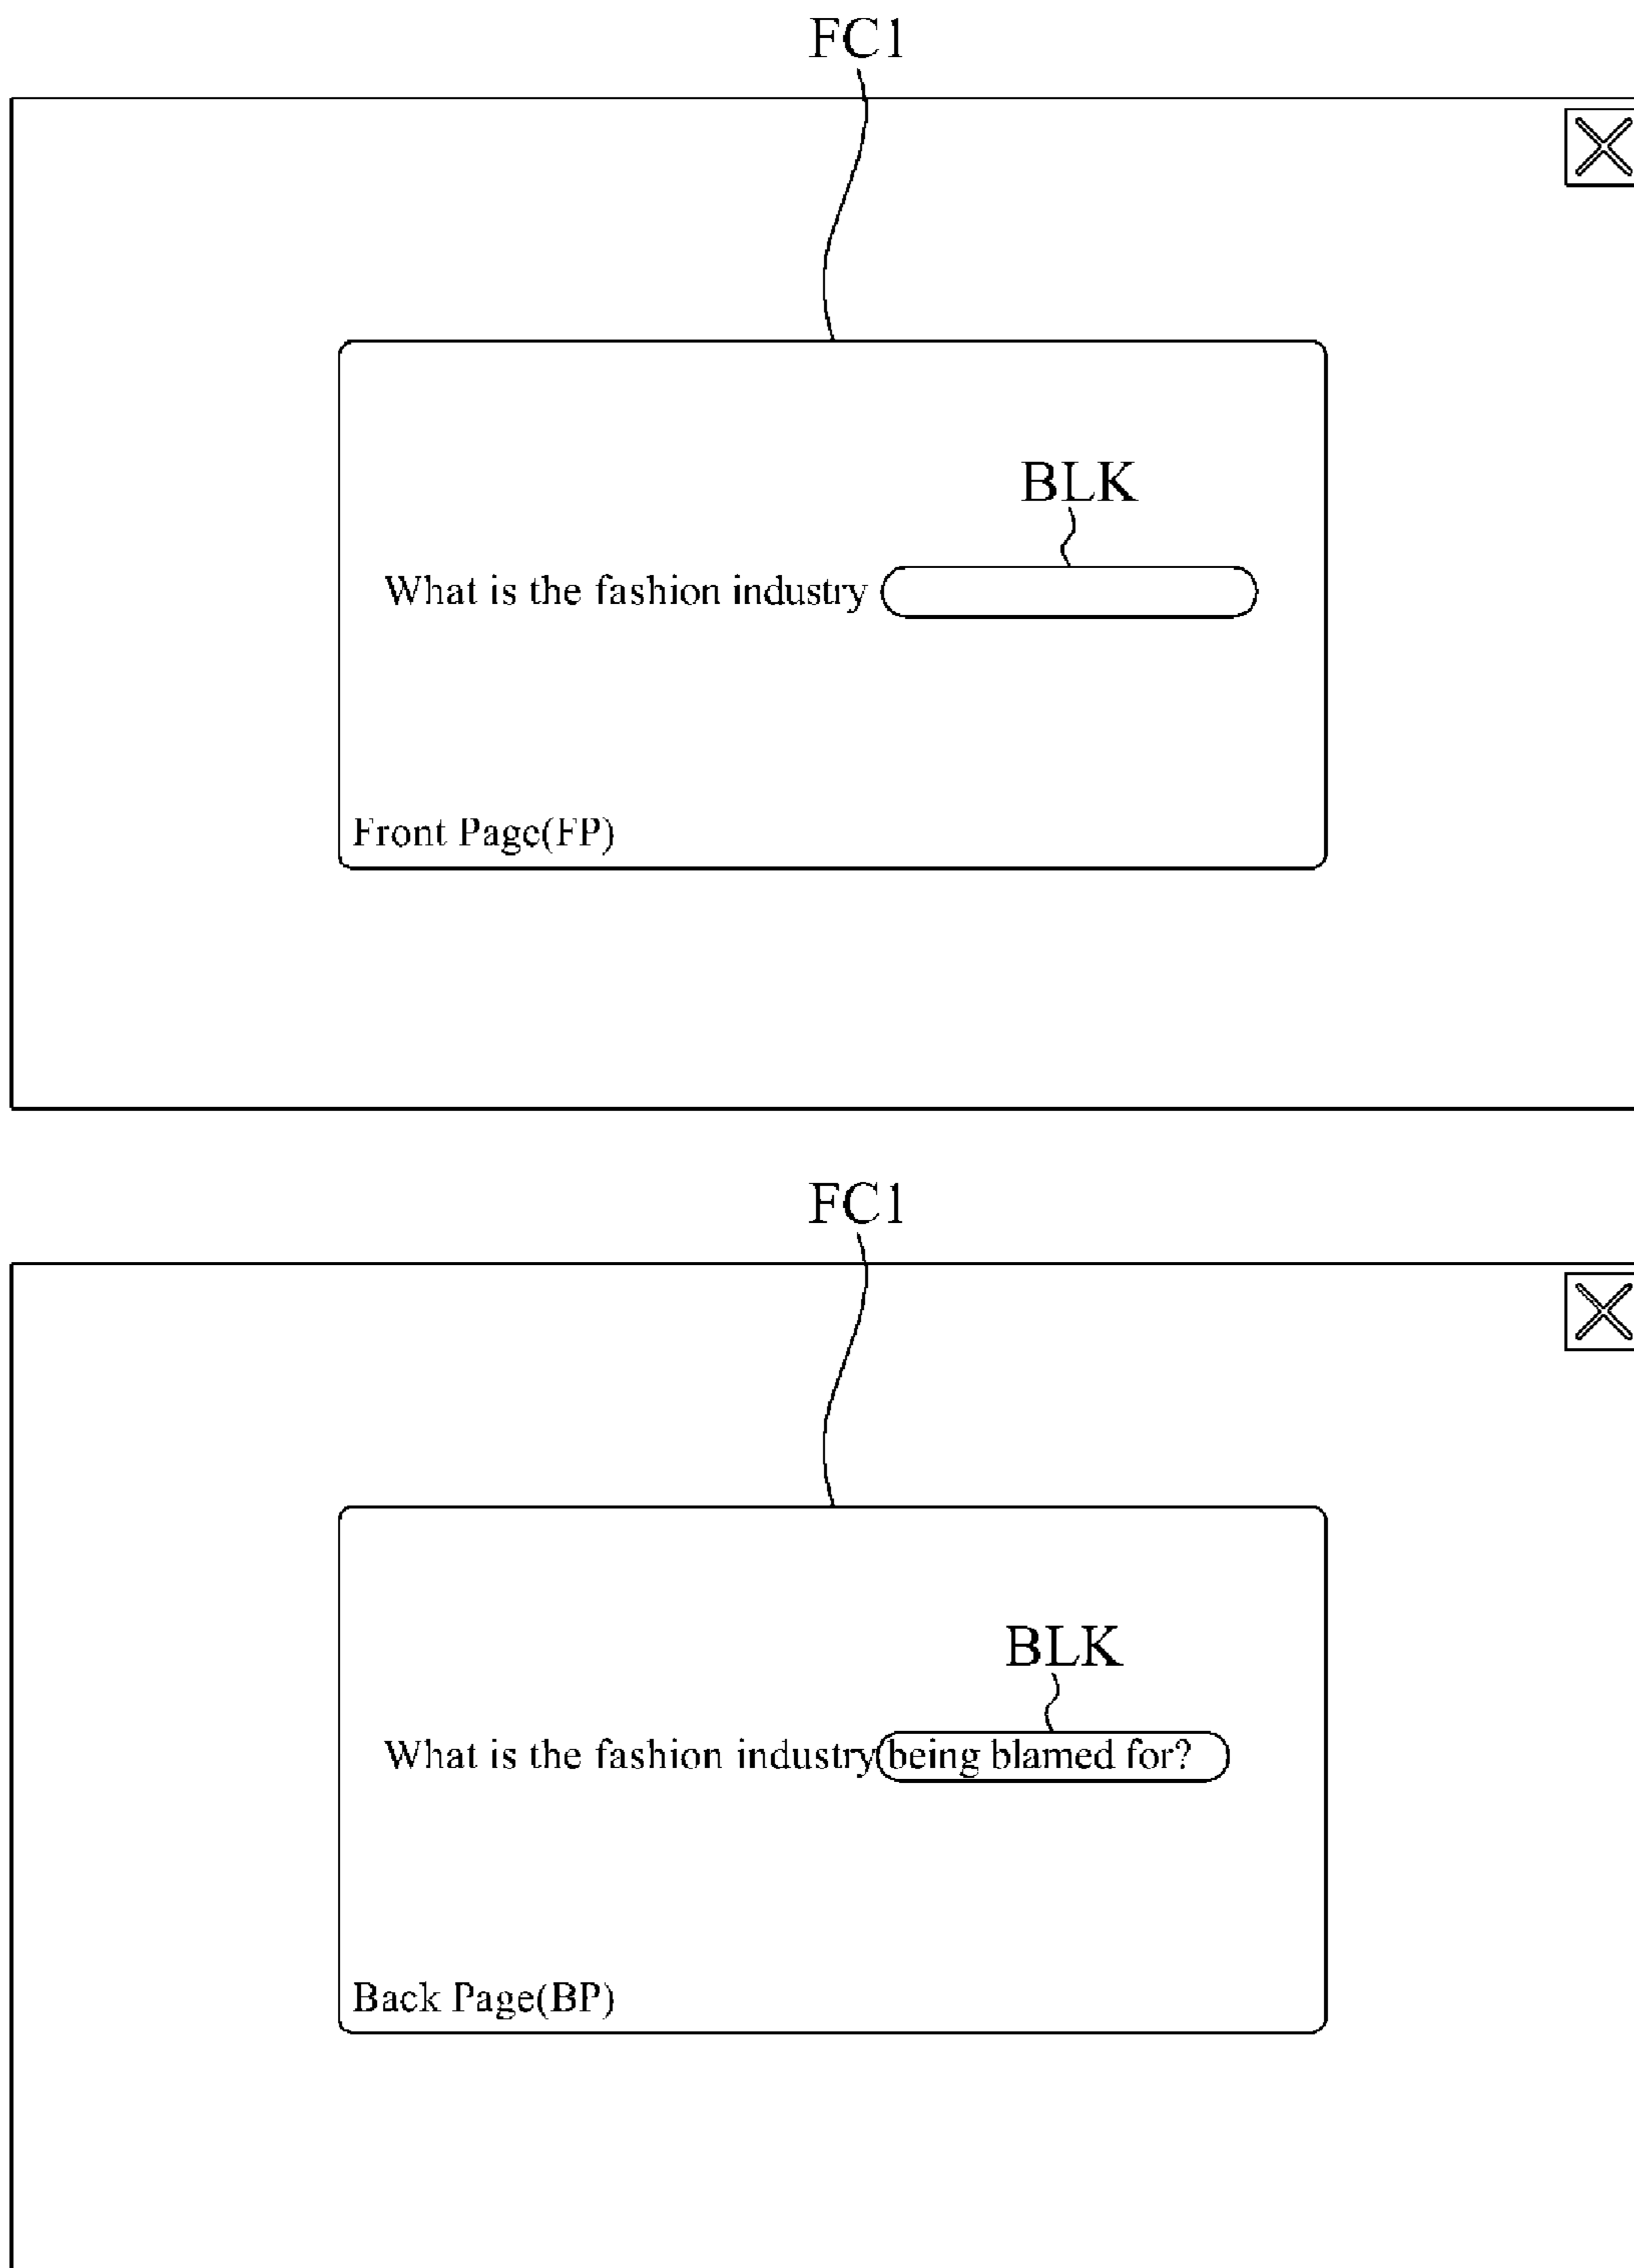 FC1
BLK
What is the fashion industry
Front Page(FP)
FC1
BLK
What is the fashion industry being blamed for?
Back Page(BP)